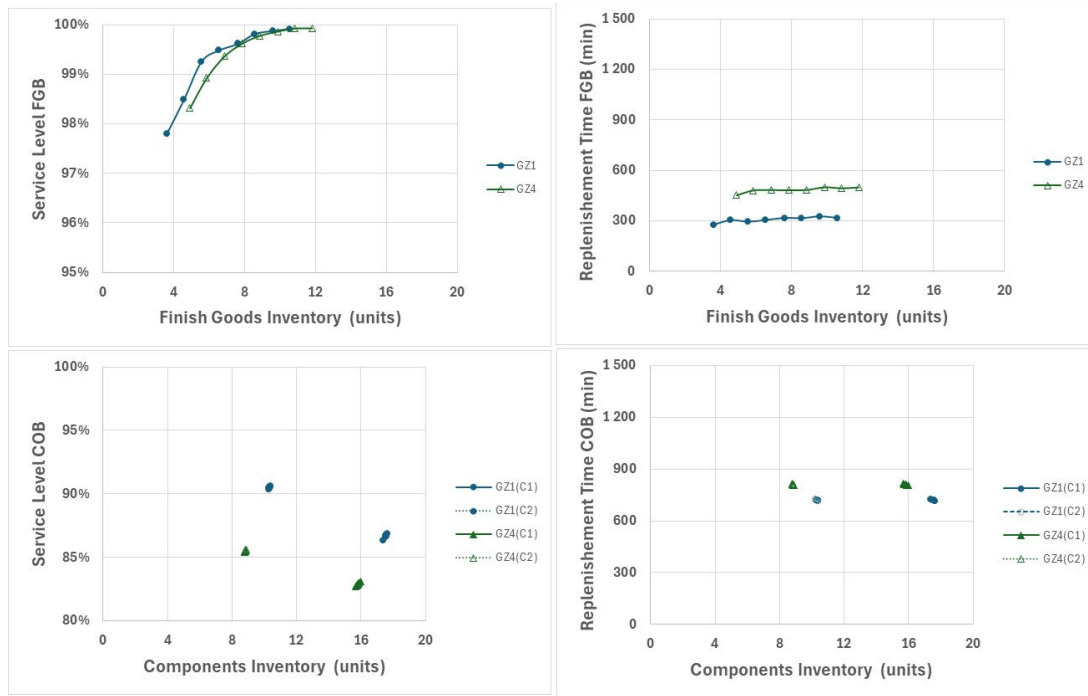 Service Level FGB
100%
99%
98%
97%
96%
95%
0 4 8 12 16 20
Finish Goods Inventory (units)
GZ1
GZ4
Replenishement Time FGB (min)
1 500
1 200
900
600
300
0
0 4 8 12 16 20
Finish Goods Inventory (units)
GZ1
GZ4
Service Level COB
100%
95%
90%
85%
80%
0 4 8 12 16 20
Components Inventory (units)
GZ1(C1)
GZ1(C2)
GZ4(C1)
GZ4(C2)
Replenishement Time COB (min)
1 500
1 200
900
600
300
0
0 4 8 12 16 20
Components Inventory (units)
GZ1(C1)
GZ1(C2)
GZ4(C1)
GZ4(C2)